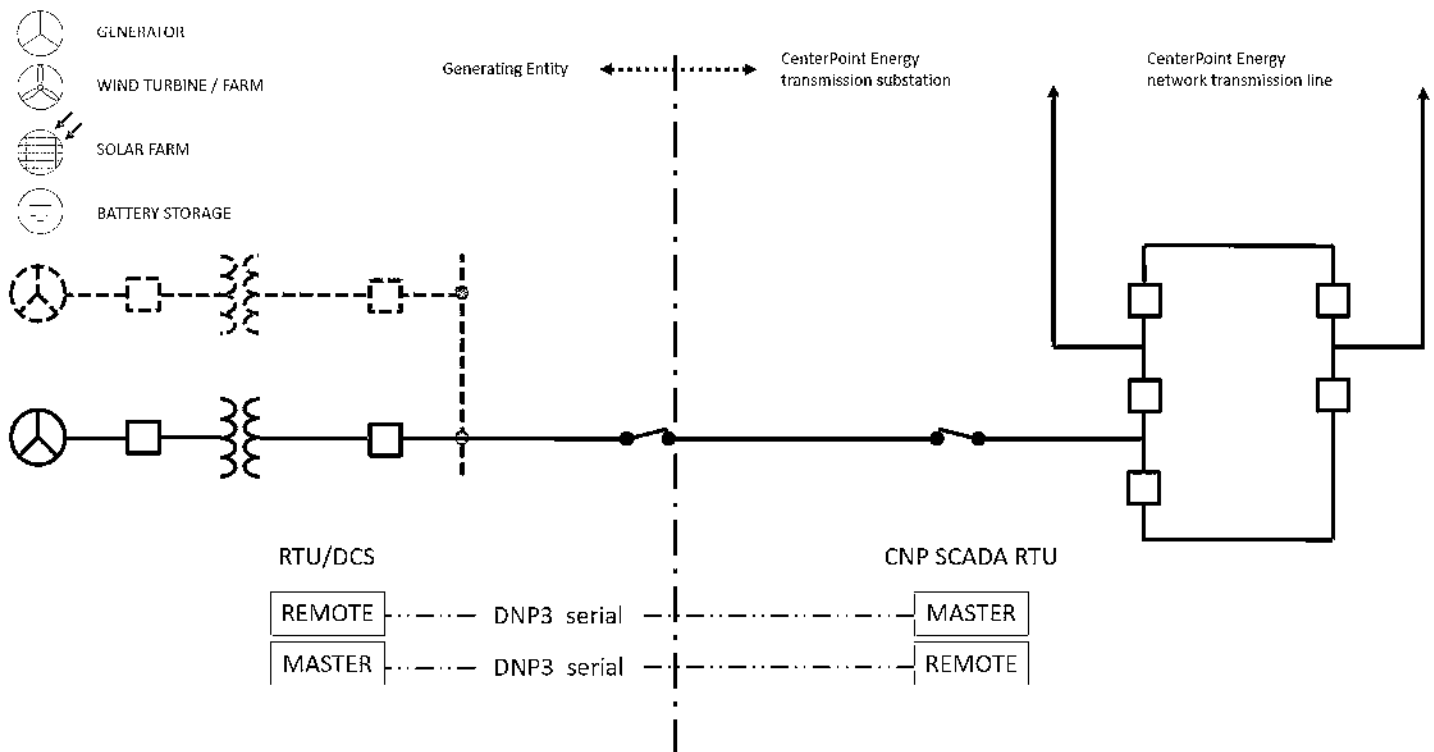 GENERATOR
WIND TURBINE / FARM
SOLAR FARM
BATTERY STORAGE
Generating Entity
CenterPoint Energy
transmission substation
CenterPoint Energy
network transmission line
RTU/DCS
CNP SCADA RTU
REMOTE
DNP3 serial
MASTER
MASTER
DNP3 serial
REMOTE